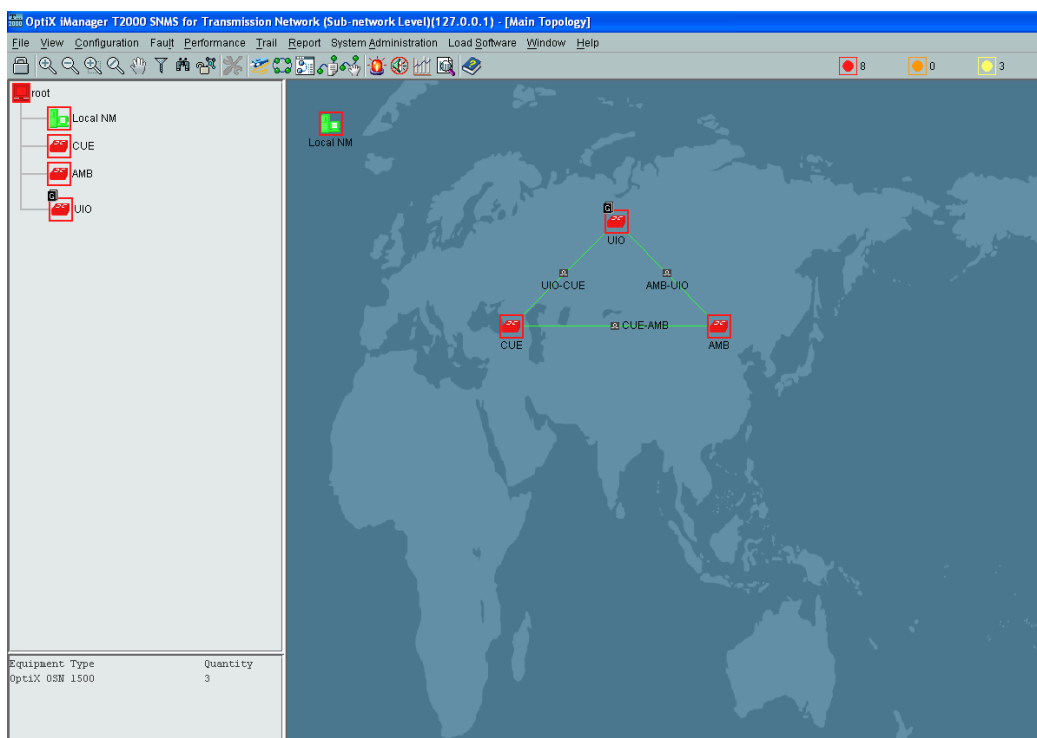 OptiX iManager T2000 SNMS for Transmission Network (Sub-network Level)(127.0.0.1) - [Main Topology]
File View Configuration Fault Performance Trail Report System Administration Load Software Window Help
8 0 3
root
Local NM
CUE
AMB
G
UIO
Local NM
G
UIO
UIO-CUE AMB-UIO
CUE-AMB
CUE AMB
Equipment Type Quantity
OptiX OSN 1500 3